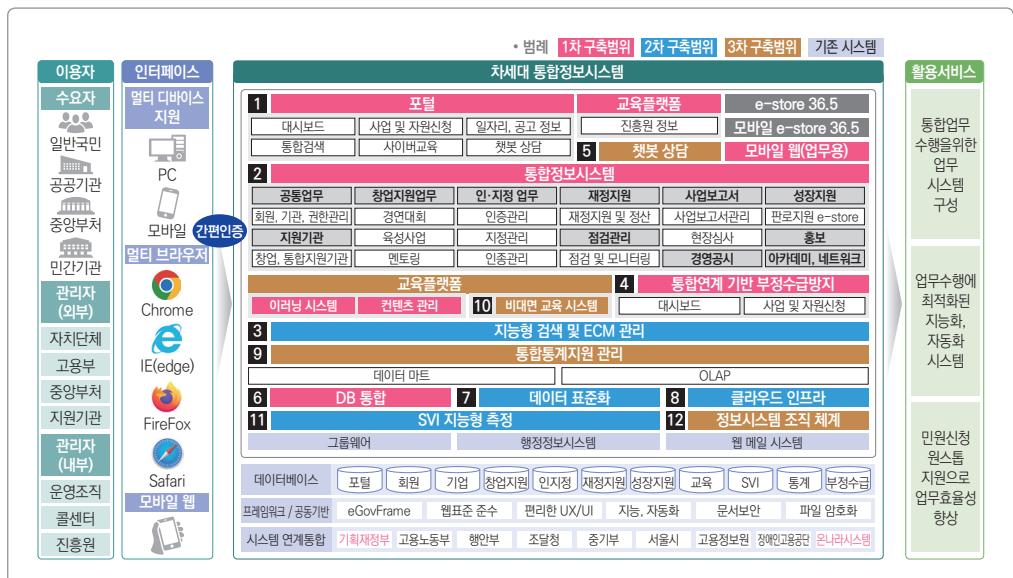 • 범례 1차 구축범위 2차 구축범위 3차 구축범위 기존 시스템
이용자
수요자
일반국민
공공기관
중앙부처
민간기관
관리자
(외부)
자치단체
고용부
중앙부처
지원기관
관리자
(내부)
운영조직
콜센터
진흥원
인터페이스
멀티 디바이스
지원
PC
모바일
간편인증
멀티 브라우저
Chrome
IE(edge)
FireFox
Safari
모바일 웹
차세대 통합정보시스템
1 포털
대시보드 사업 및 자원신청 일자리, 공고 정보
통합검색 사이버교육 챗봇 상담
교육플랫폼
진흥원 정보
e-store 36.5
모바일 e-store 36.5
5 챗봇 상담
모바일 웹(업무용)
2 통합정보시스템
공통업무 창업지원업무 인·지정 업무 재정지원 사업보고서 성장지원
회원, 기관, 권한관리 경연대회 인증관리 재정지원 및 정산 사업보고서관리 판로지원 e-store
지원기관 육성사업 지정관리 점검관리 현장심사 홍보
창업, 통합지원기관 멘토링 인종관리 점검 및 모니터링 경영공시 아카데미, 네트워크
교육플랫폼
이러닝 시스템 컨텐츠 관리 10 비대면 교육 시스템
4 통합연계 기반 부정수급방지
대시보드 사업 및 자원신청
3 지능형 검색 및 ECM 관리
9 통합통계지원 관리
데이터 마트 OLAP
6 DB 통합 7 데이터 표준화 8 클라우드 인프라
11 SVI 지능형 측정 12 정보시스템 조직 체계
그룹웨어 행정정보시스템 웹 메일 시스템
데이터베이스 포털 회원 기업 창업지원 인지정 재정지원 성장지원 교육 SVI 통계 부정수급
프레임워크 / 공동기반 eGovFrame 웹표준 준수 편리한 UX/UI 지능, 자동화 문서보안 파일 암호화
시스템 연계통합 기획재정부 고용노동부 행안부 조달청 중기부 서울시 고용정보원 장애인고용공단 온나라시스템
활용서비스
통합업무
수행을위한
업무
시스템
구성
업무수행에
최적화된
지능화,
자동화
시스템
민원신청
원스톱
지원으로
업무효율성
향상